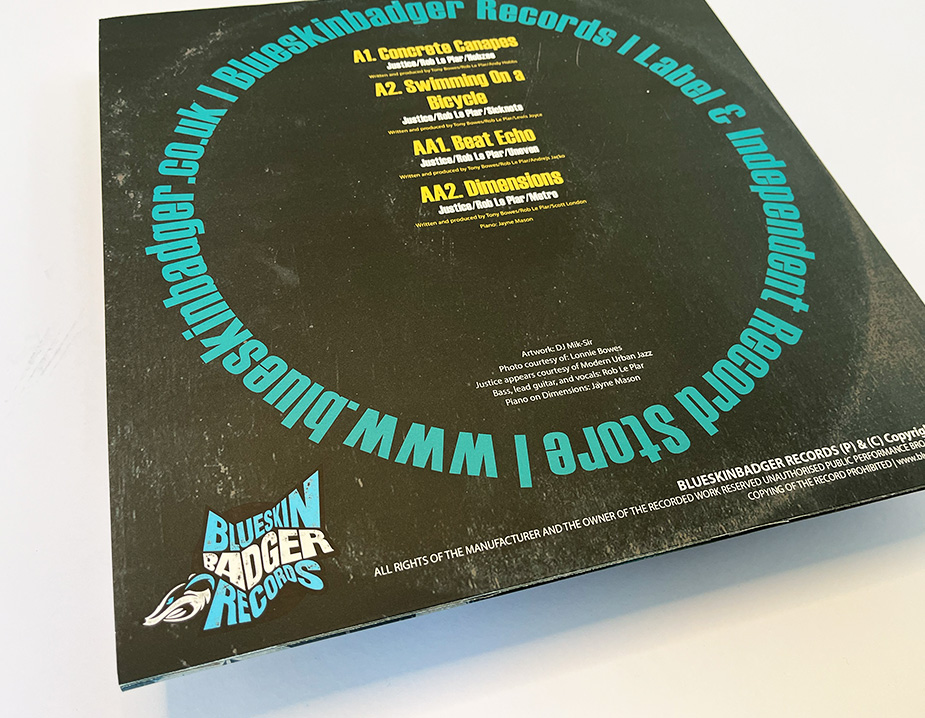 www.blueskinbadger.co.uk | Blueskinbadger Records | Label & Independent Record Store |
A1. Concrete Canapes
Justice/Rob Le Plar/Hobzee
Written and produced by Tony Bowes/Rob Le Plar/Andy Hobbs
A2. Swimming On a
Bicycle
Justice/Rob Le Plar/Sicknote
Written and produced by Tony Bowes/Rob Le Plar/Lewis Joyce
AA1. Beat Echo
Justice/Rob Le Plar/Uneven
Written and produced by Tony Bowes/Rob Le Plar/Andrejs Jacko
AA2. Dimensions
Justice/Rob Le Plar/Metro
Written and produced by Tony Bowes/Rob Le Plar/Scott London
Piano: Jayne Mason
Artwork: DJ Mik-Sir
Photo courtesy of: Lonnie Bowes
Justice appears courtesy of Modern Urban Jazz
Bass, lead guitar, and vocals: Rob Le Plar
Piano on Dimensions: Jayne Mason
BLUESKINBADGER RECORDS (P) & (C) Copyrigh
ALL RIGHTS OF THE MANUFACTURER AND THE OWNER OF THE RECORDED WORK RESERVED UNAUTHORISED PUBLIC PERFORMANCE BRO
COPYING OF THE RECORD PROHIBITED | www.bl
BLUESKIN
BADGER
RECORDS